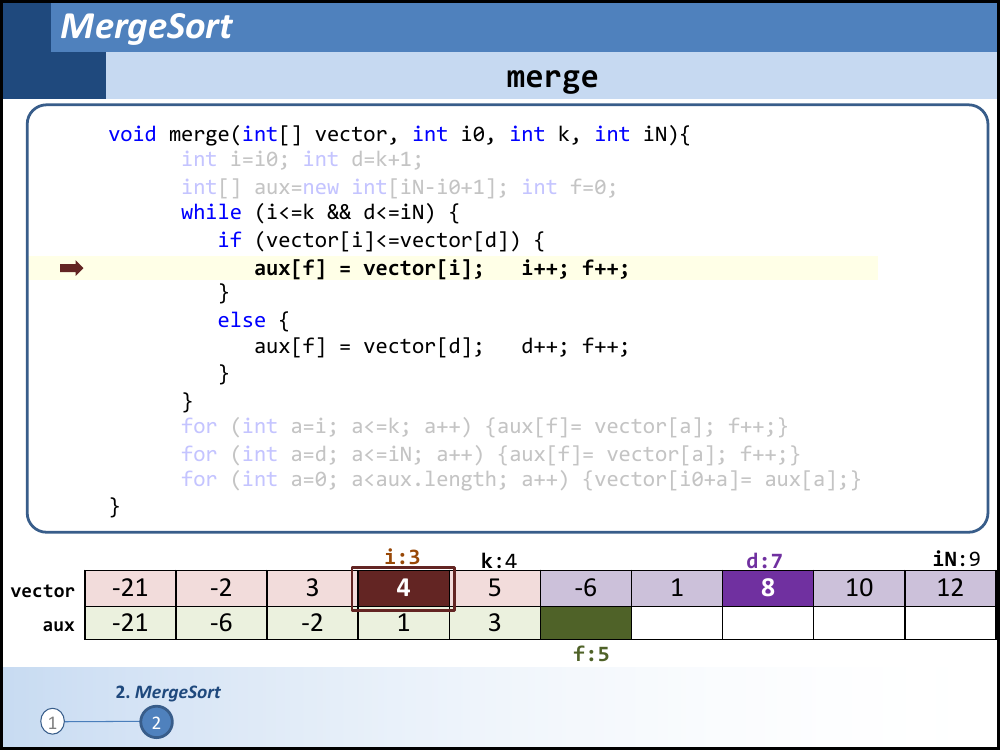 MergeSort
merge
void merge(int[] vector, int i0, int k, int iN){
int i=i0; int d=k+1;
int[] aux=new int[iN-i0+1]; int f=0;
while (i<=k && d<=iN) {
if (vector[i]<=vector[d]) {
aux[f] = vector[i];   i++; f++;
}
else {
aux[f] = vector[d];   d++; f++;
}
}
for (int a=i; a<=k; a++) {aux[f]= vector[a]; f++;}
for (int a=d; a<=iN; a++) {aux[f]= vector[a]; f++;}
for (int a=0; a<aux.length; a++) {vector[i0+a]= aux[a];}
}
i:3 k:4 d:7 iN:9
vector -21 -2 3 4 5 -6 1 8 10 12
aux -21 -6 -2 1 3
f:5
2. MergeSort
1 2